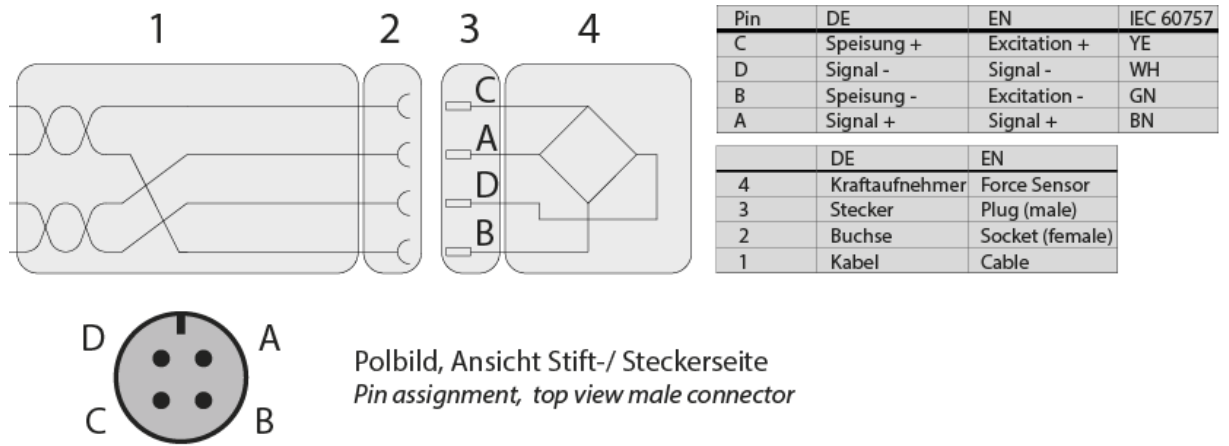 1 2 3 4
C
A
D
B
Pin DE EN IEC 60757
C Speisung + Excitation + YE
D Signal - Signal - WH
B Speisung - Excitation - GN
A Signal + Signal + BN
DE EN
4 Kraftaufnehmer Force Sensor
3 Stecker Plug (male)
2 Buchse Socket (female)
1 Kabel Cable
D A
C B
Polbild, Ansicht Stift-/ Steckerseite
Pin assignment, top view male connector